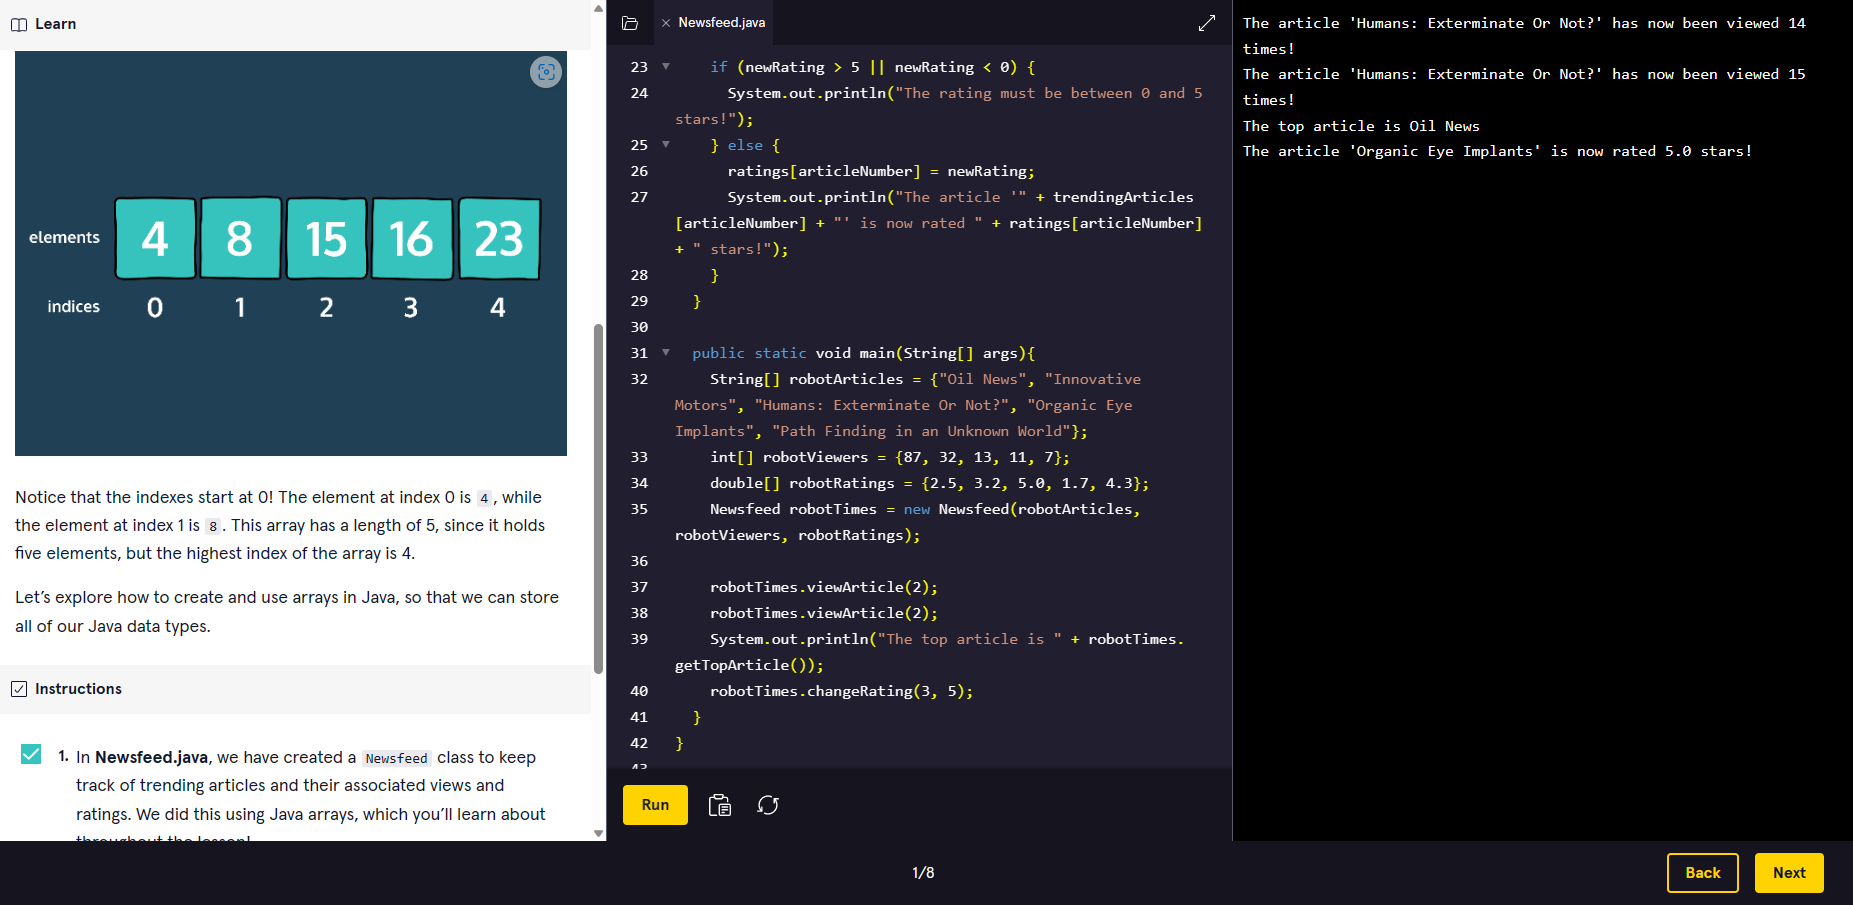 Learn
elements 4 8 15 16 23
indices 0 1 2 3 4
Notice that the indexes start at 0! The element at index 0 is 4, while
the element at index 1 is 8. This array has a length of 5, since it holds
five elements, but the highest index of the array is 4.
Let’s explore how to create and use arrays in Java, so that we can store
all of our Java data types.
Instructions
1. In Newsfeed.java, we have created a Newsfeed class to keep
track of trending articles and their associated views and
ratings. We did this using Java arrays, which you’ll learn about
throughout the lesson!
Newsfeed.java
23 if (newRating > 5 || newRating < 0) {
24 System.out.println("The rating must be between 0 and 5
stars!");
25 } else {
26 ratings[articleNumber] = newRating;
27 System.out.println("The article '" + trendingArticles
[articleNumber] + "' is now rated " + ratings[articleNumber]
+ " stars!");
28 }
29 }
30
31 public static void main(String[] args){
32 String[] robotArticles = {"Oil News", "Innovative
Motors", "Humans: Exterminate Or Not?", "Organic Eye
Implants", "Path Finding in an Unknown World"};
33 int[] robotViewers = {87, 32, 13, 11, 7};
34 double[] robotRatings = {2.5, 3.2, 5.0, 1.7, 4.3};
35 Newsfeed robotTimes = new Newsfeed(robotArticles,
robotViewers, robotRatings);
36
37 robotTimes.viewArticle(2);
38 robotTimes.viewArticle(2);
39 System.out.println("The top article is " + robotTimes.
getTopArticle());
40 robotTimes.changeRating(3, 5);
41 }
42 }
43
Run
The article 'Humans: Exterminate Or Not?' has now been viewed 14
times!
The article 'Humans: Exterminate Or Not?' has now been viewed 15
times!
The top article is Oil News
The article 'Organic Eye Implants' is now rated 5.0 stars!
1/8
Back
Next